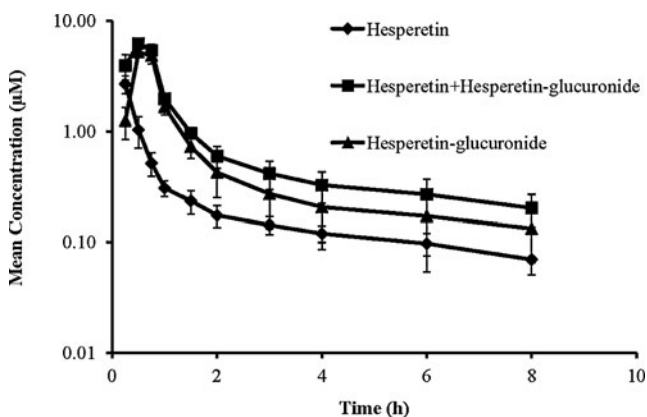 10.00
1.00
0.10
0.01
Mean Concentration (µM)
Hesperetin
Hesperetin+Hesperetin-glucuronide
Hesperetin-glucuronide
0 2 4 6 8 10
Time (h)